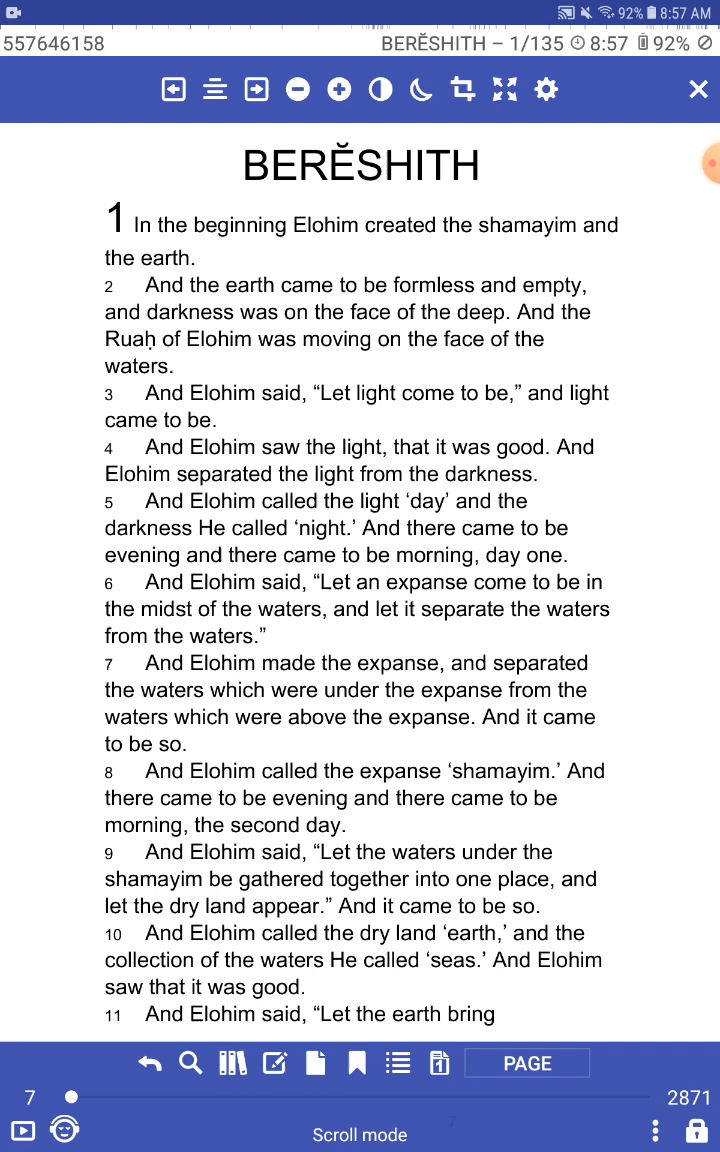 92% 8:57 AM
557646158 BERĔSHITH – 1/135 8:57 92%
BERĔSHITH
1 In the beginning Elohim created the shamayim and
the earth.
2 And the earth came to be formless and empty,
and darkness was on the face of the deep. And the
Ruaḥ of Elohim was moving on the face of the
waters.
3 And Elohim said, “Let light come to be,” and light
came to be.
4 And Elohim saw the light, that it was good. And
Elohim separated the light from the darkness.
5 And Elohim called the light ‘day’ and the
darkness He called ‘night.’ And there came to be
evening and there came to be morning, day one.
6 And Elohim said, “Let an expanse come to be in
the midst of the waters, and let it separate the waters
from the waters.”
7 And Elohim made the expanse, and separated
the waters which were under the expanse from the
waters which were above the expanse. And it came
to be so.
8 And Elohim called the expanse ‘shamayim.’ And
there came to be evening and there came to be
morning, the second day.
9 And Elohim said, “Let the waters under the
shamayim be gathered together into one place, and
let the dry land appear.” And it came to be so.
10 And Elohim called the dry land ‘earth,’ and the
collection of the waters He called ‘seas.’ And Elohim
saw that it was good.
11 And Elohim said, “Let the earth bring
1 PAGE
7 2871
7
Scroll mode